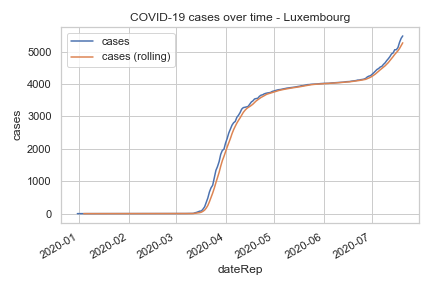 COVID-19 cases over time - Luxembourg
cases
cases (rolling)
5000
4000
3000
2000
1000
0
cases
2020-01
2020-02
2020-03
2020-04
2020-05
2020-06
2020-07
dateRep